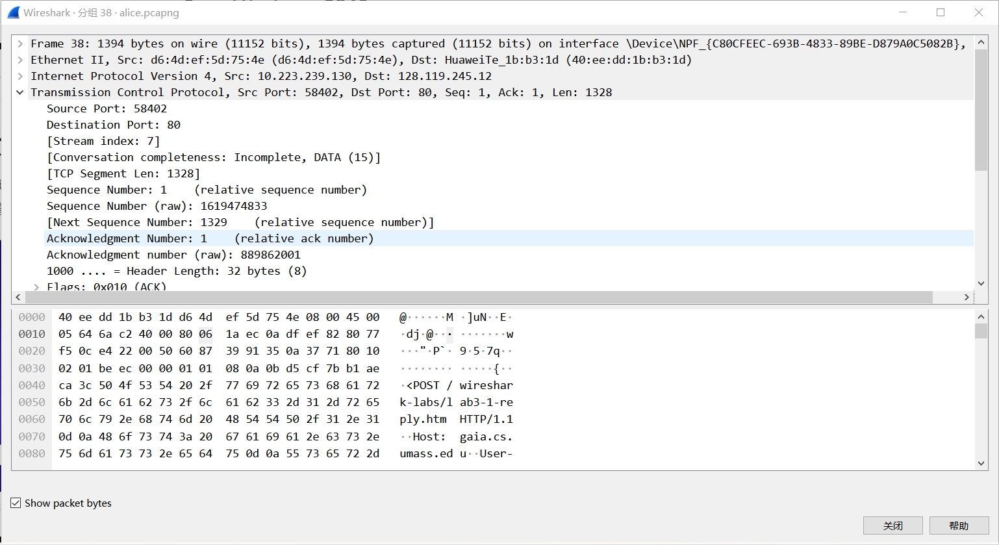 Wireshark · 分组 38 · alice.pcapng
Frame 38: 1394 bytes on wire (11152 bits), 1394 bytes captured (11152 bits) on interface \Device\NPF_{C80CFEEC-693B-4833-89BE-D879A0C5082B},
Ethernet II, Src: d6:4d:ef:5d:75:4e (d6:4d:ef:5d:75:4e), Dst: HuaweiTe_1b:b3:1d (40:ee:dd:1b:b3:1d)
Internet Protocol Version 4, Src: 10.223.239.130, Dst: 128.119.245.12
Transmission Control Protocol, Src Port: 58402, Dst Port: 80, Seq: 1, Ack: 1, Len: 1328
Source Port: 58402
Destination Port: 80
[Stream index: 7]
[Conversation completeness: Incomplete, DATA (15)]
[TCP Segment Len: 1328]
Sequence Number: 1    (relative sequence number)
Sequence Number (raw): 1619474833
[Next Sequence Number: 1329    (relative sequence number)]
Acknowledgment Number: 1    (relative ack number)
Acknowledgment number (raw): 889862001
1000 .... = Header Length: 32 bytes (8)
Flags: 0x010 (ACK)
0000 40 ee dd 1b b3 1d d6 4d ef 5d 75 4e 08 00 45 00 @······M ·]uN··E·
0010 05 64 6a c2 40 00 80 06 1a ec 0a df ef 82 80 77 ·dj·@··· ·······w
0020 f5 0c e4 22 00 50 60 87 39 91 35 0a 37 71 80 10 ···"·P`· 9·5·7q··
0030 02 01 be ec 00 00 01 01 08 0a 0b d5 cf 7b b1 ae ········ ·····{··
0040 ca 3c 50 4f 53 54 20 2f 77 69 72 65 73 68 61 72 ·<POST / wireshar
0050 6b 2d 6c 61 62 73 2f 6c 61 62 33 2d 31 2d 72 65 k-labs/l ab3-1-re
0060 70 6c 79 2e 68 74 6d 20 48 54 54 50 2f 31 2e 31 ply.htm HTTP/1.1
0070 0d 0a 48 6f 73 74 3a 20 67 61 69 61 2e 63 73 2e ··Host: gaia.cs.
0080 75 6d 61 73 73 2e 65 64 75 0d 0a 55 73 65 72 2d umass.ed u··User-
Show packet bytes
关闭 帮助